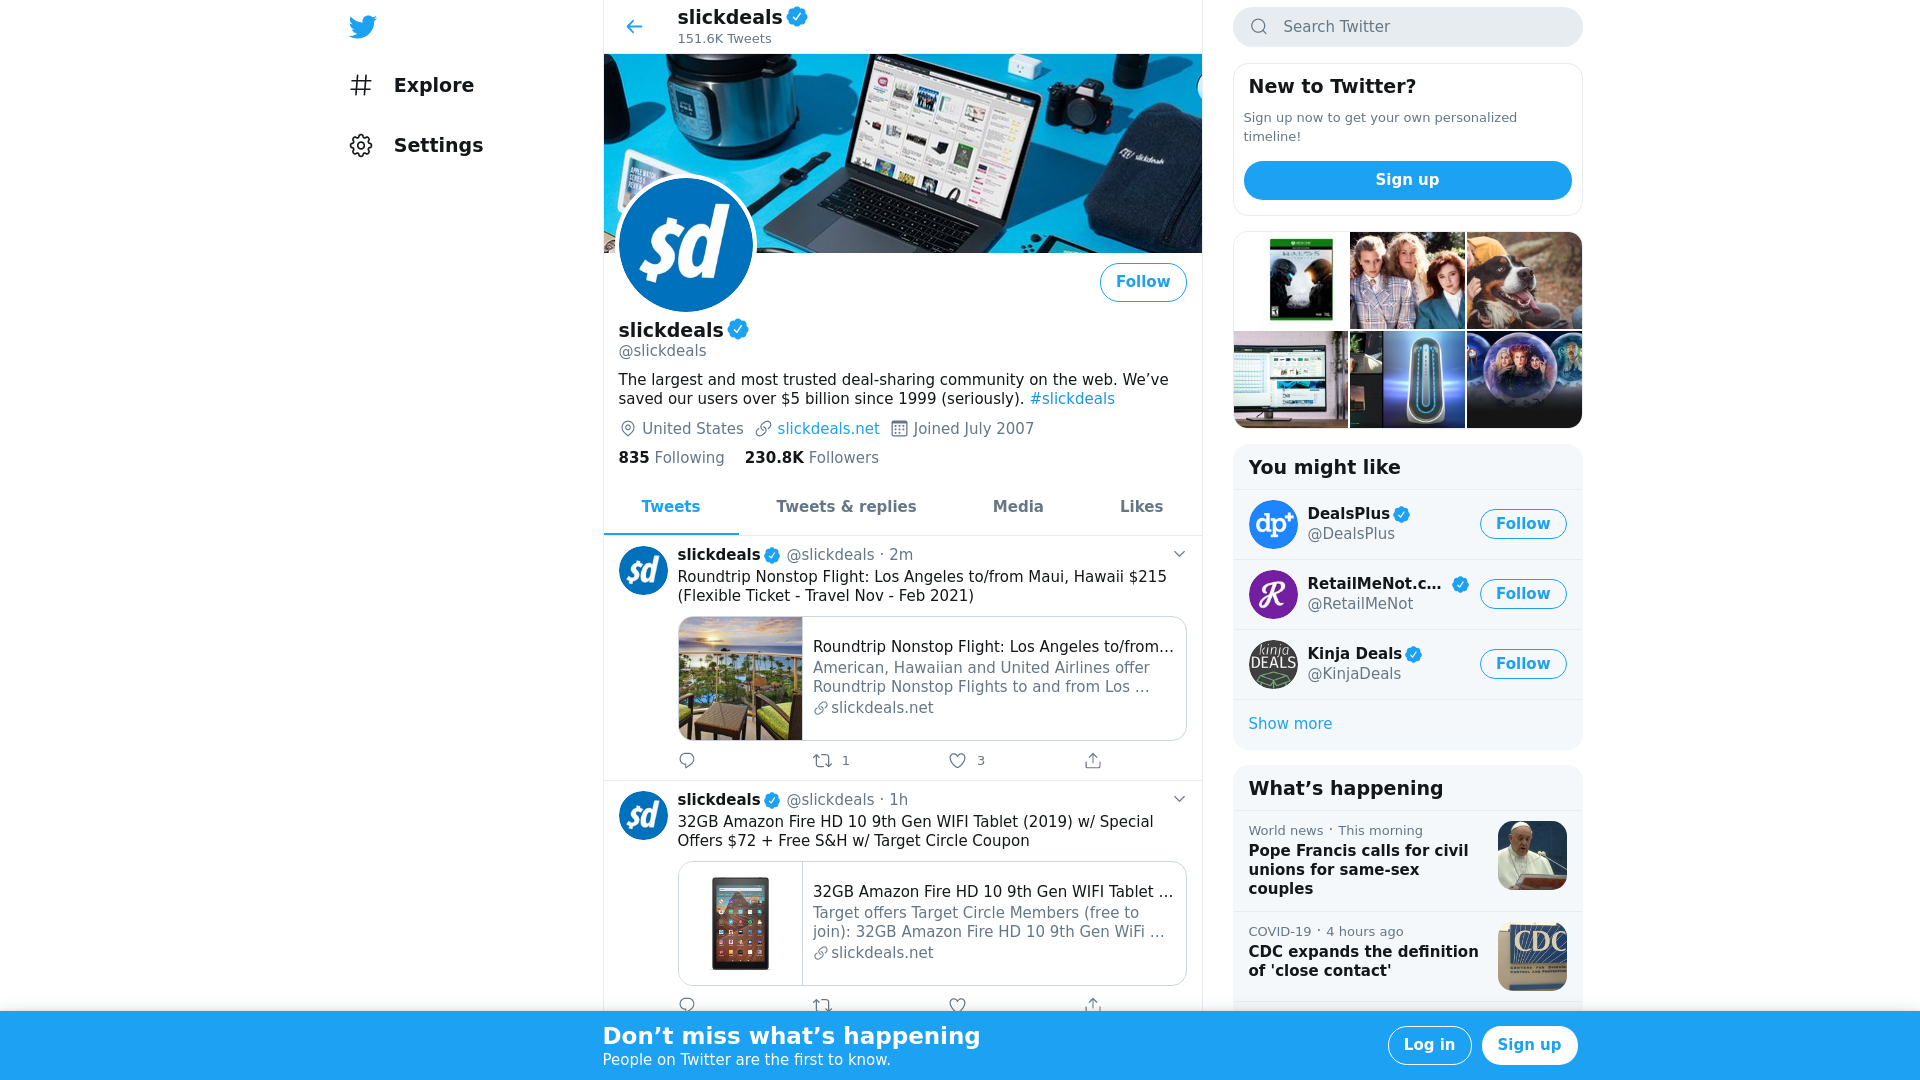 slickdeals
151.6K Tweets
Search Twitter
Explore
Settings
New to Twitter?
Sign up now to get your own personalized
timeline!
Sign up
slickdeals
$d
Follow
slickdeals
@slickdeals
The largest and most trusted deal-sharing community on the web. We’ve
saved our users over $5 billion since 1999 (seriously). #slickdeals
United States slickdeals.net Joined July 2007
835 Following 230.8K Followers
Tweets Tweets & replies Media Likes
$d
slickdeals @slickdeals · 2m
Roundtrip Nonstop Flight: Los Angeles to/from Maui, Hawaii $215
(Flexible Ticket - Travel Nov - Feb 2021)
Roundtrip Nonstop Flight: Los Angeles to/from...
American, Hawaiian and United Airlines offer
Roundtrip Nonstop Flights to and from Los ...
slickdeals.net
1 3
$d
slickdeals @slickdeals · 1h
32GB Amazon Fire HD 10 9th Gen WIFI Tablet (2019) w/ Special
Offers $72 + Free S&H w/ Target Circle Coupon
32GB Amazon Fire HD 10 9th Gen WIFI Tablet ...
Target offers Target Circle Members (free to
join): 32GB Amazon Fire HD 10 9th Gen WiFi ...
slickdeals.net
You might like
dp+
DealsPlus
@DealsPlus
Follow
R
RetailMeNot.c...
@RetailMeNot
Follow
kinja
DEALS
Kinja Deals
@KinjaDeals
Follow
Show more
What’s happening
World news · This morning
Pope Francis calls for civil
unions for same-sex
couples
COVID-19 · 4 hours ago
CDC expands the definition
of 'close contact'
CDC
Don’t miss what’s happening
People on Twitter are the first to know.
Log in
Sign up